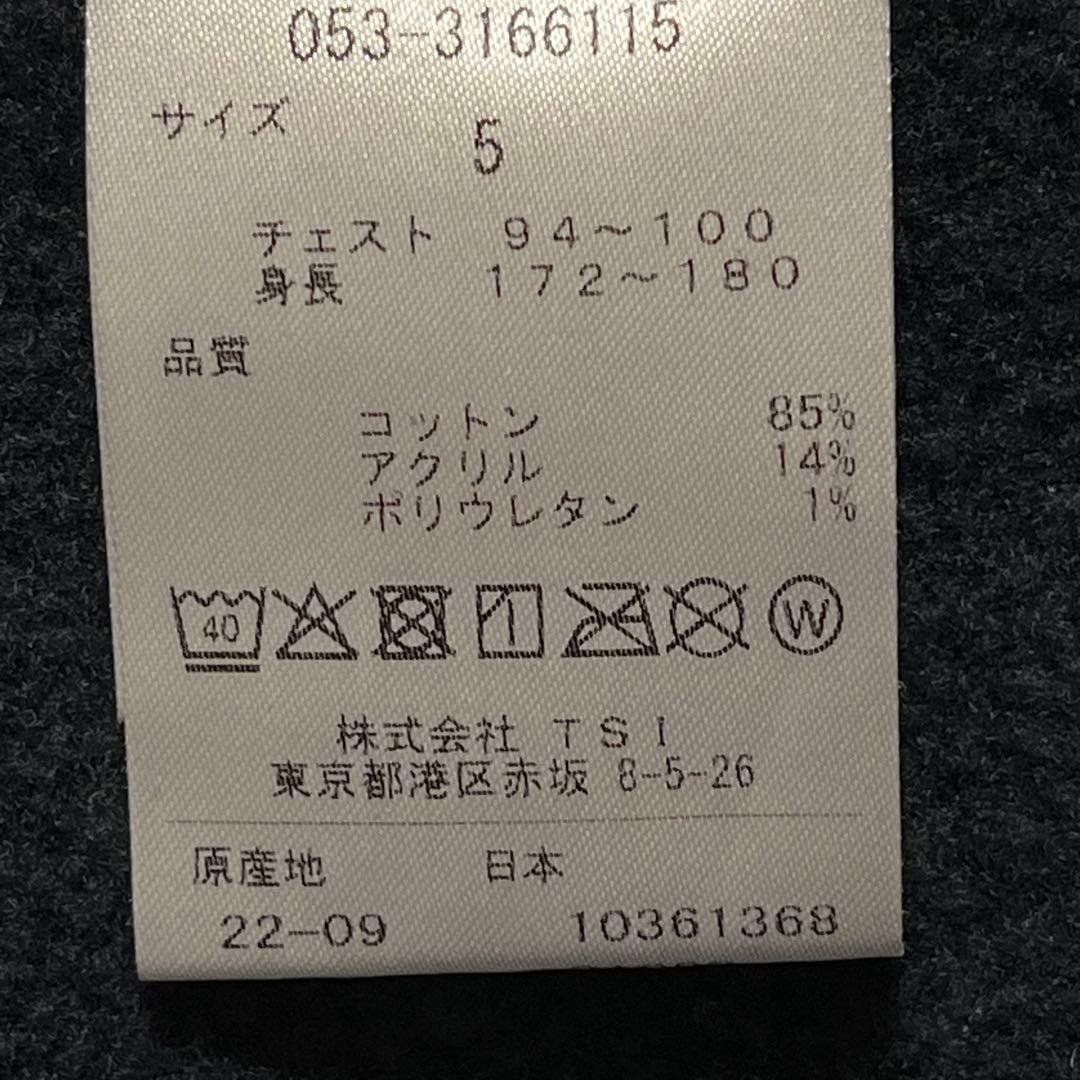 053-3166115
サイズ 5
チェスト 94～100
身長 172～180
品質
コットン 85%
アクリル 14%
ポリウレタン 1%
40 W
株式会社 TSI
東京都港区赤坂 8-5-26
原産地 日本
22-09 10361368